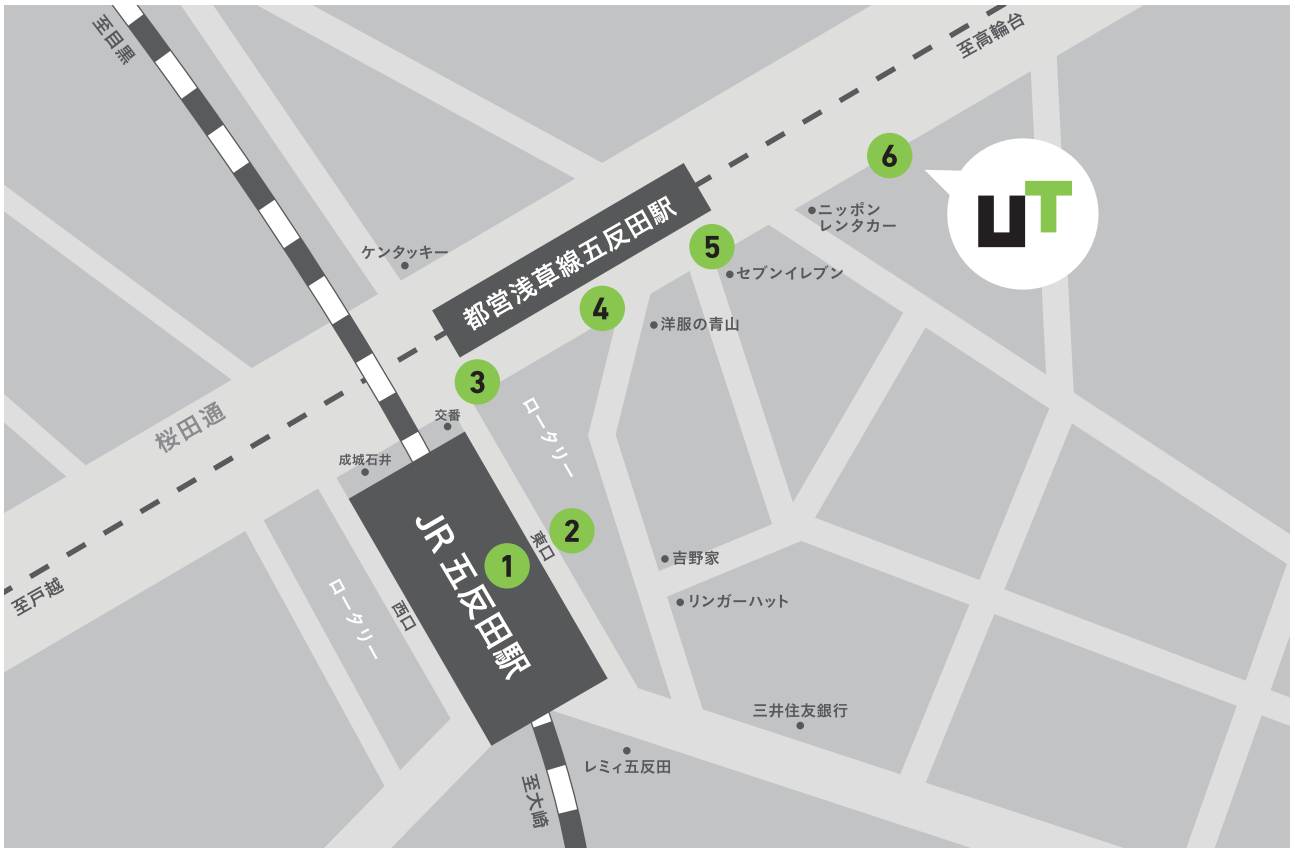 至目黒
至高輪台
6
UT
ニッポン
レンタカー
都営浅草線五反田駅
5
セブンイレブン
ケンタッキー
4
洋服の青山
3
交番
ロータリー
桜田通
成城石井
JR 五反田駅
1
東口
2
吉野家
リンガーハット
至戸越
ロータリー
西口
三井住友銀行
レミィ五反田
至大崎